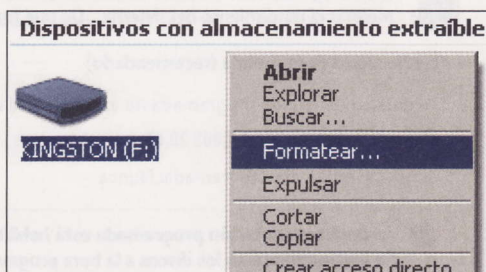 Dispositivos con almacenamiento extraíble
Abrir
Explorar
Buscar...
KINGSTON (F:)
Formatear...
Expulsar
Cortar
Copiar
Crear acceso directo